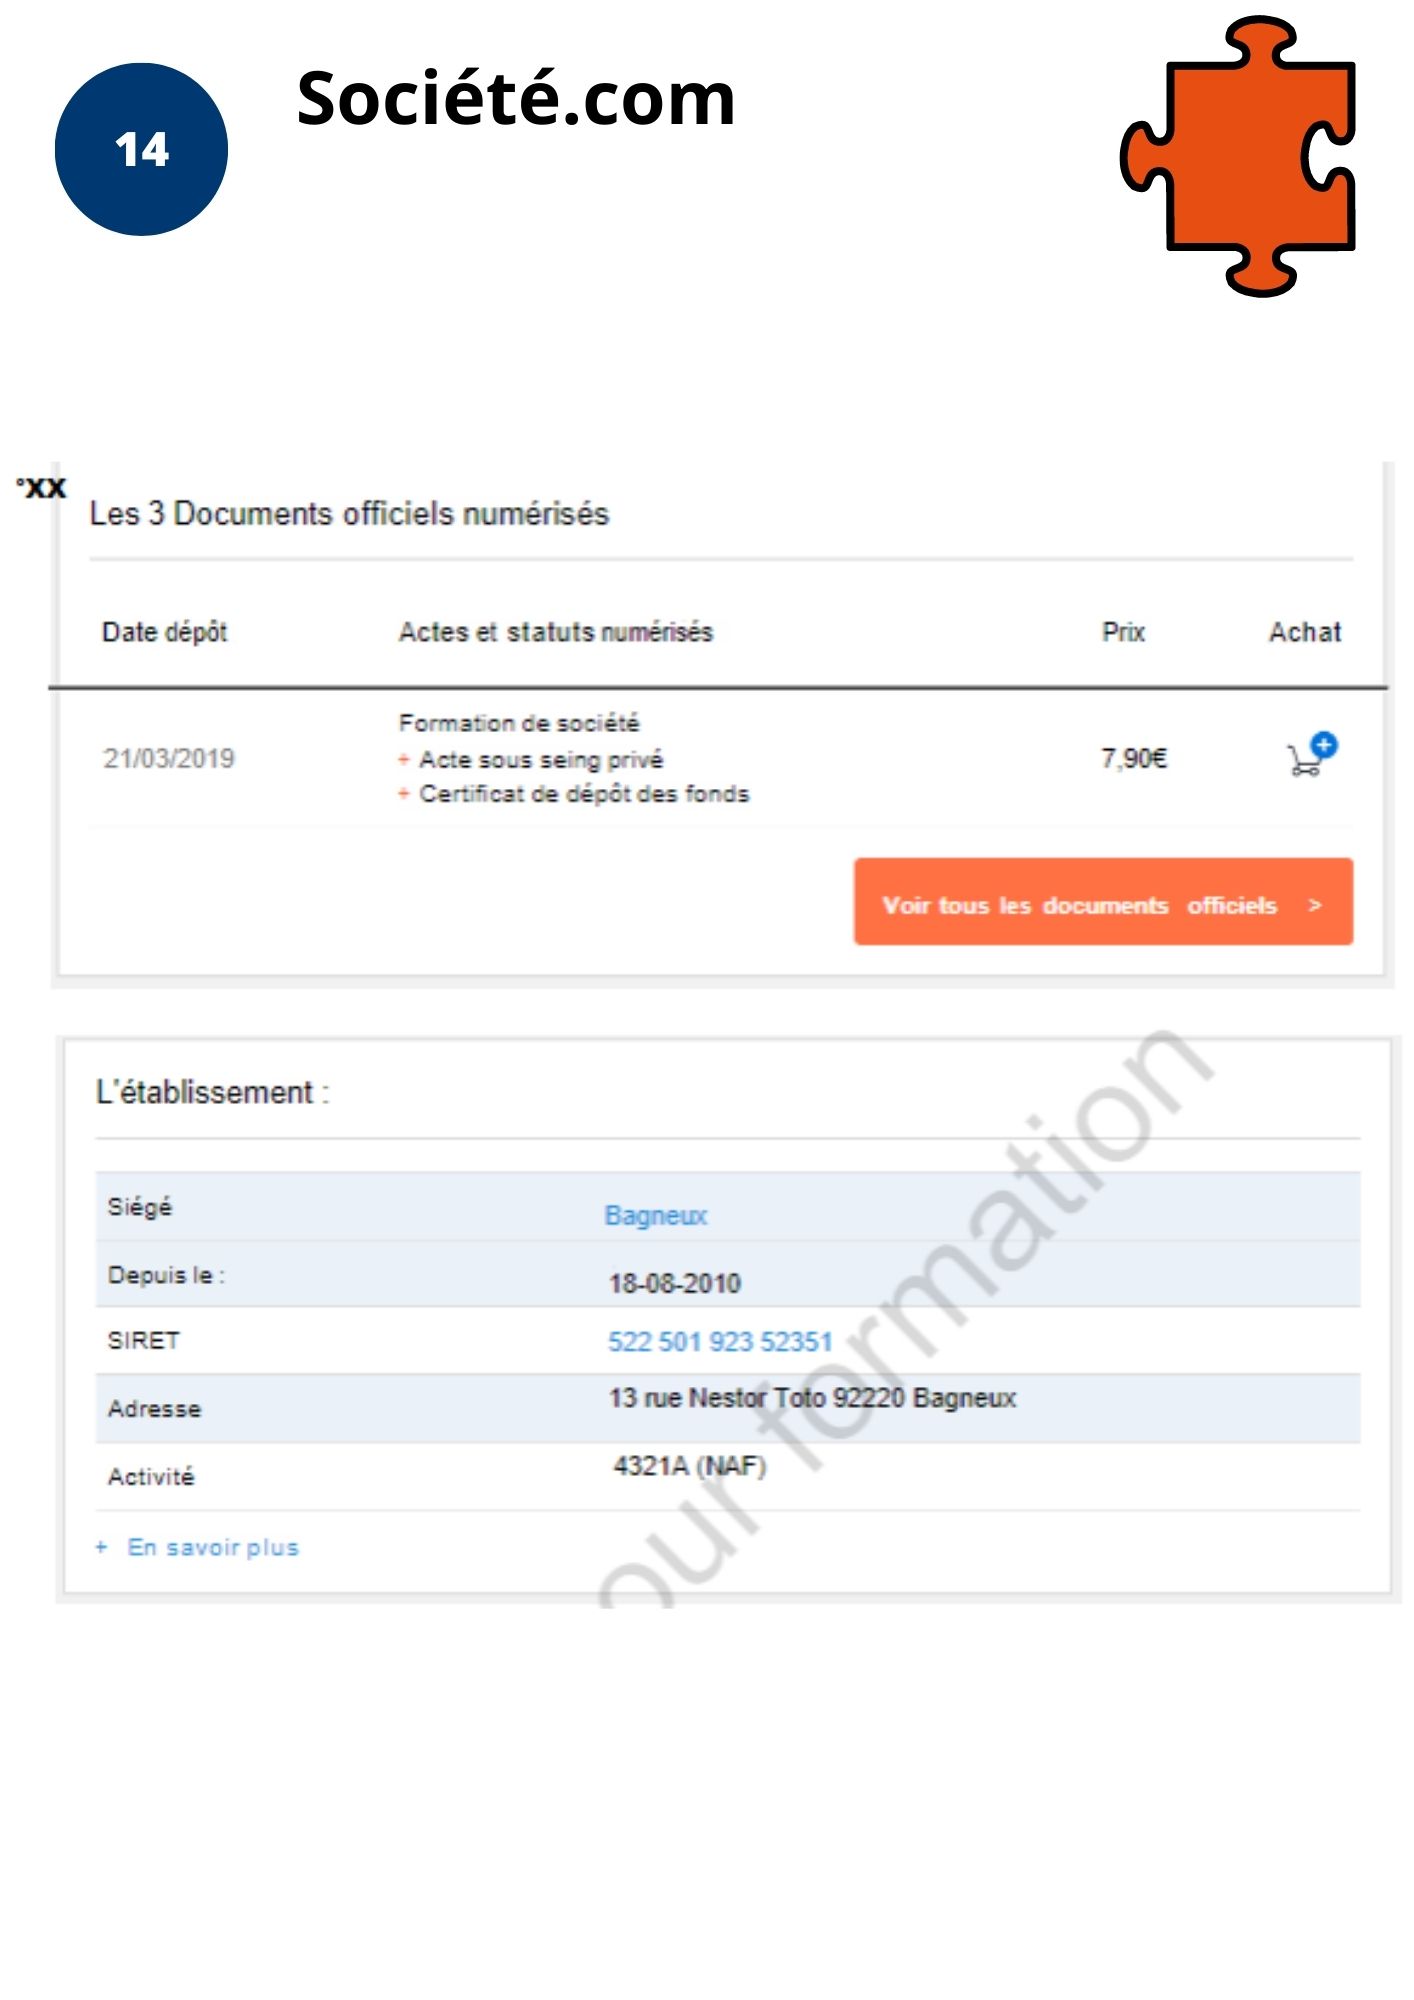 14
Société.com
°XX
Les 3 Documents officiels numérisés
Date dépôt Actes et statuts numérisés Prix Achat
21/03/2019 Formation de société 7,90€
+ Acte sous seing privé
+ Certificat de dépôt des fonds
Voir tous les documents officiels >
L'établissement :
Siégé Bagneux
Depuis le : 18-08-2010
SIRET 522 501 923 52351
Adresse 13 rue Nestor Toto 92220 Bagneux
Activité 4321A (NAF)
+ En savoir plus
our formation